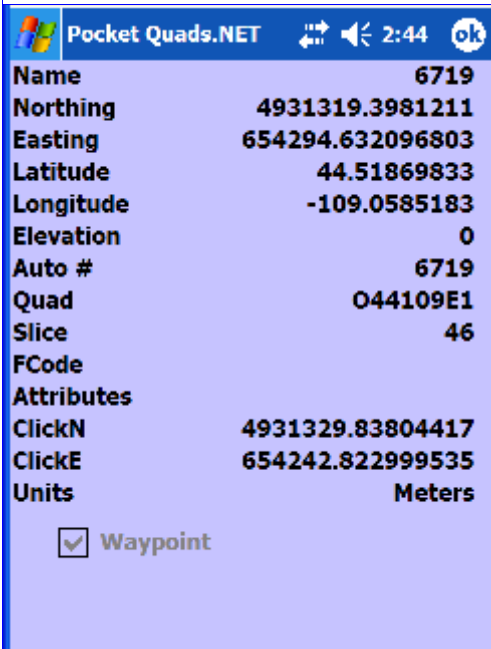 Pocket Quads.NET 2:44 ok
Name 6719
Northing 4931319.3981211
Easting 654294.632096803
Latitude 44.51869833
Longitude -109.0585183
Elevation 0
Auto # 6719
Quad O44109E1
Slice 46
FCode
Attributes
ClickN 4931329.83804417
ClickE 654242.822999535
Units Meters
Waypoint